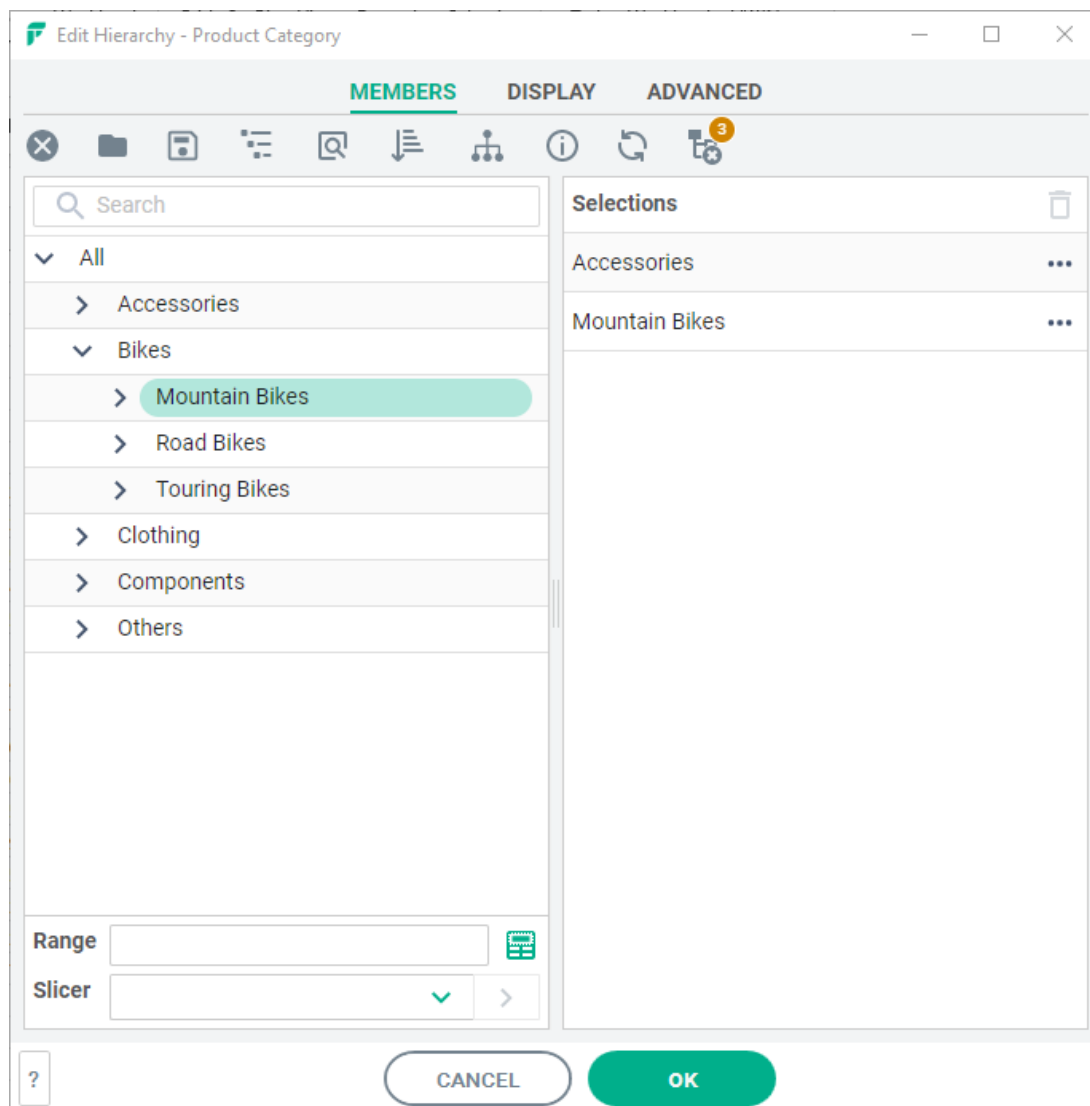 Edit Hierarchy - Product Category
MEMBERS DISPLAY ADVANCED
3
Search
All
Accessories
Bikes
Mountain Bikes
Road Bikes
Touring Bikes
Clothing
Components
Others
Range
Slicer
Selections
Accessories
Mountain Bikes
?
CANCEL
OK